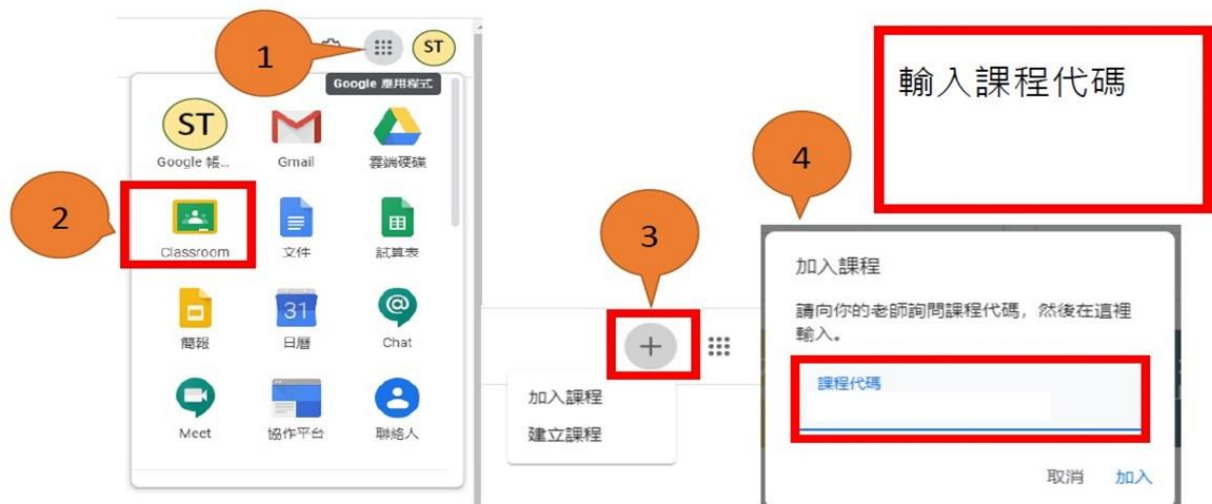 1
ST
Google 應用程式
ST
Google 帳...
Gmail
雲端硬碟
2
Classroom
文件
試算表
簡報
31
日曆
@
Chat
Meet
協作平台
聯絡人
3
+
加入課程
建立課程
輸入課程代碼
4
加入課程
請向你的老師詢問課程代碼,然後在這裡
輸入。
課程代碼
取消 加入